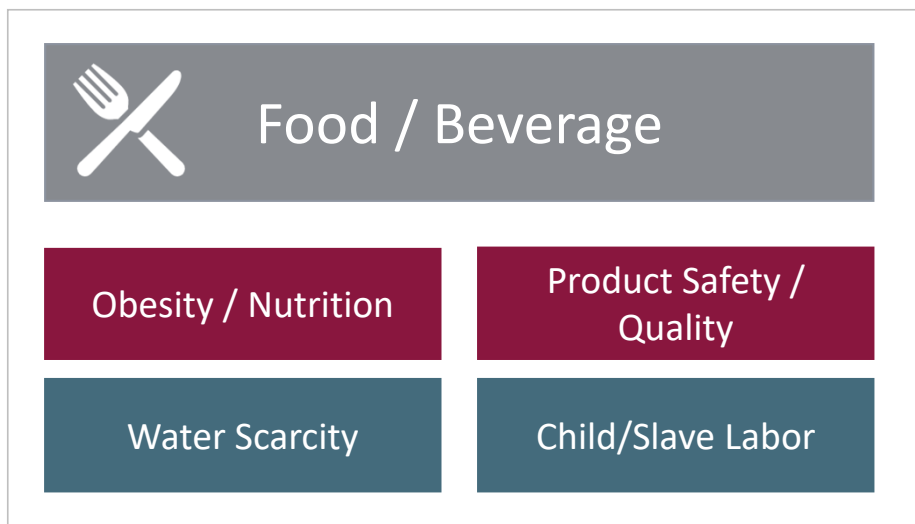 Food / Beverage
Obesity / Nutrition
Product Safety /
Quality
Water Scarcity
Child/Slave Labor